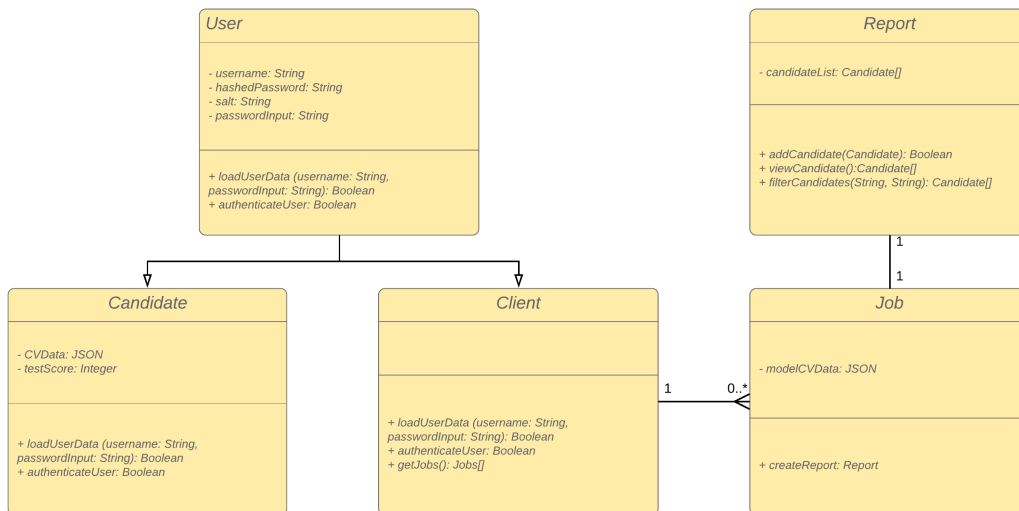 User
- username: String
- hashedPassword: String
- salt: String
- passwordInput: String
+ loadUserData (username: String,
passwordInput: String): Boolean
+ authenticateUser: Boolean
Report
- candidateList: Candidate[]
+ addCandidate(Candidate): Boolean
+ viewCandidate():Candidate[]
+ filterCandidates(String, String): Candidate[]
1
1
Candidate
- CVData: JSON
- testScore: Integer
+ loadUserData (username: String,
passwordInput: String): Boolean
+ authenticateUser: Boolean
Client
+ loadUserData (username: String,
passwordInput: String): Boolean
+ authenticateUser: Boolean
+ getJobs(): Jobs[]
1
0..*
Job
- modelCVData: JSON
+ createReport: Report